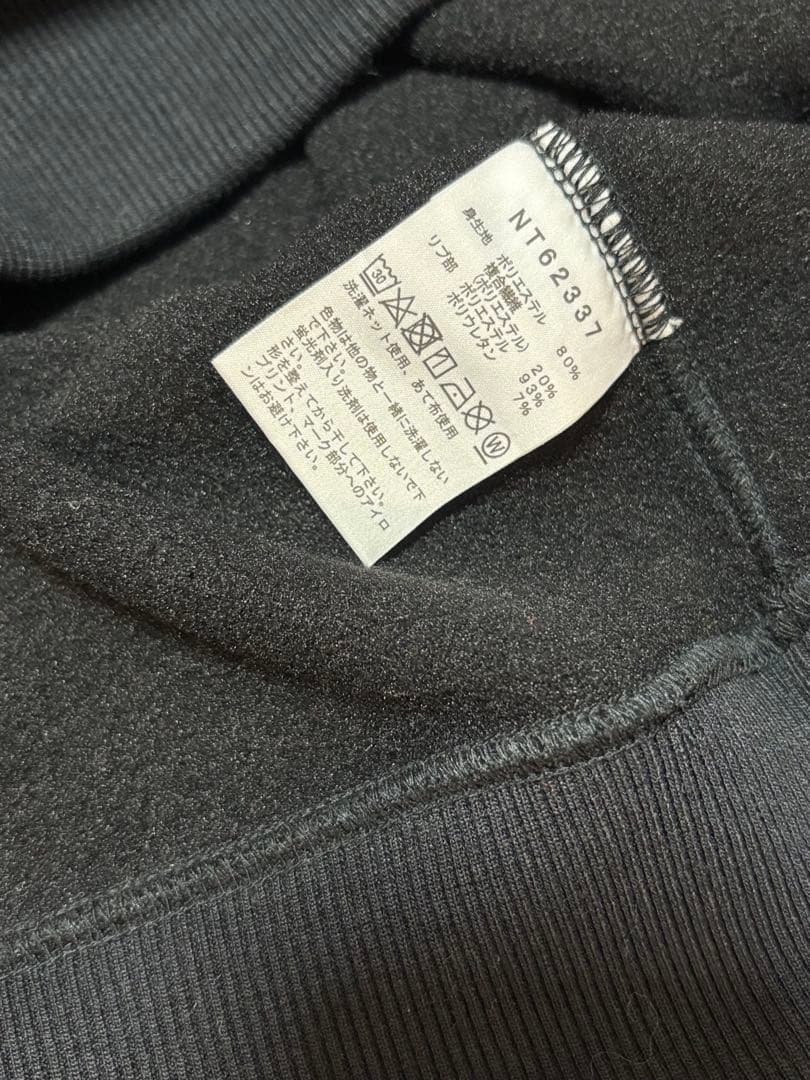 NT62337
身生地 ポリエステル 80%
複合繊維
(ポリエステル) 20%
リブ部 ポリエステル 93%
ポリウレタン 7%
30
W
洗濯ネット使用、あて布使用
色物は他の物と一緒に洗濯しない
で下さい。
蛍光剤入り洗剤は使用しないで下
さい。
形を整えてから干して下さい。
プリント、マーク部分へのアイロ
ンはお避け下さい。